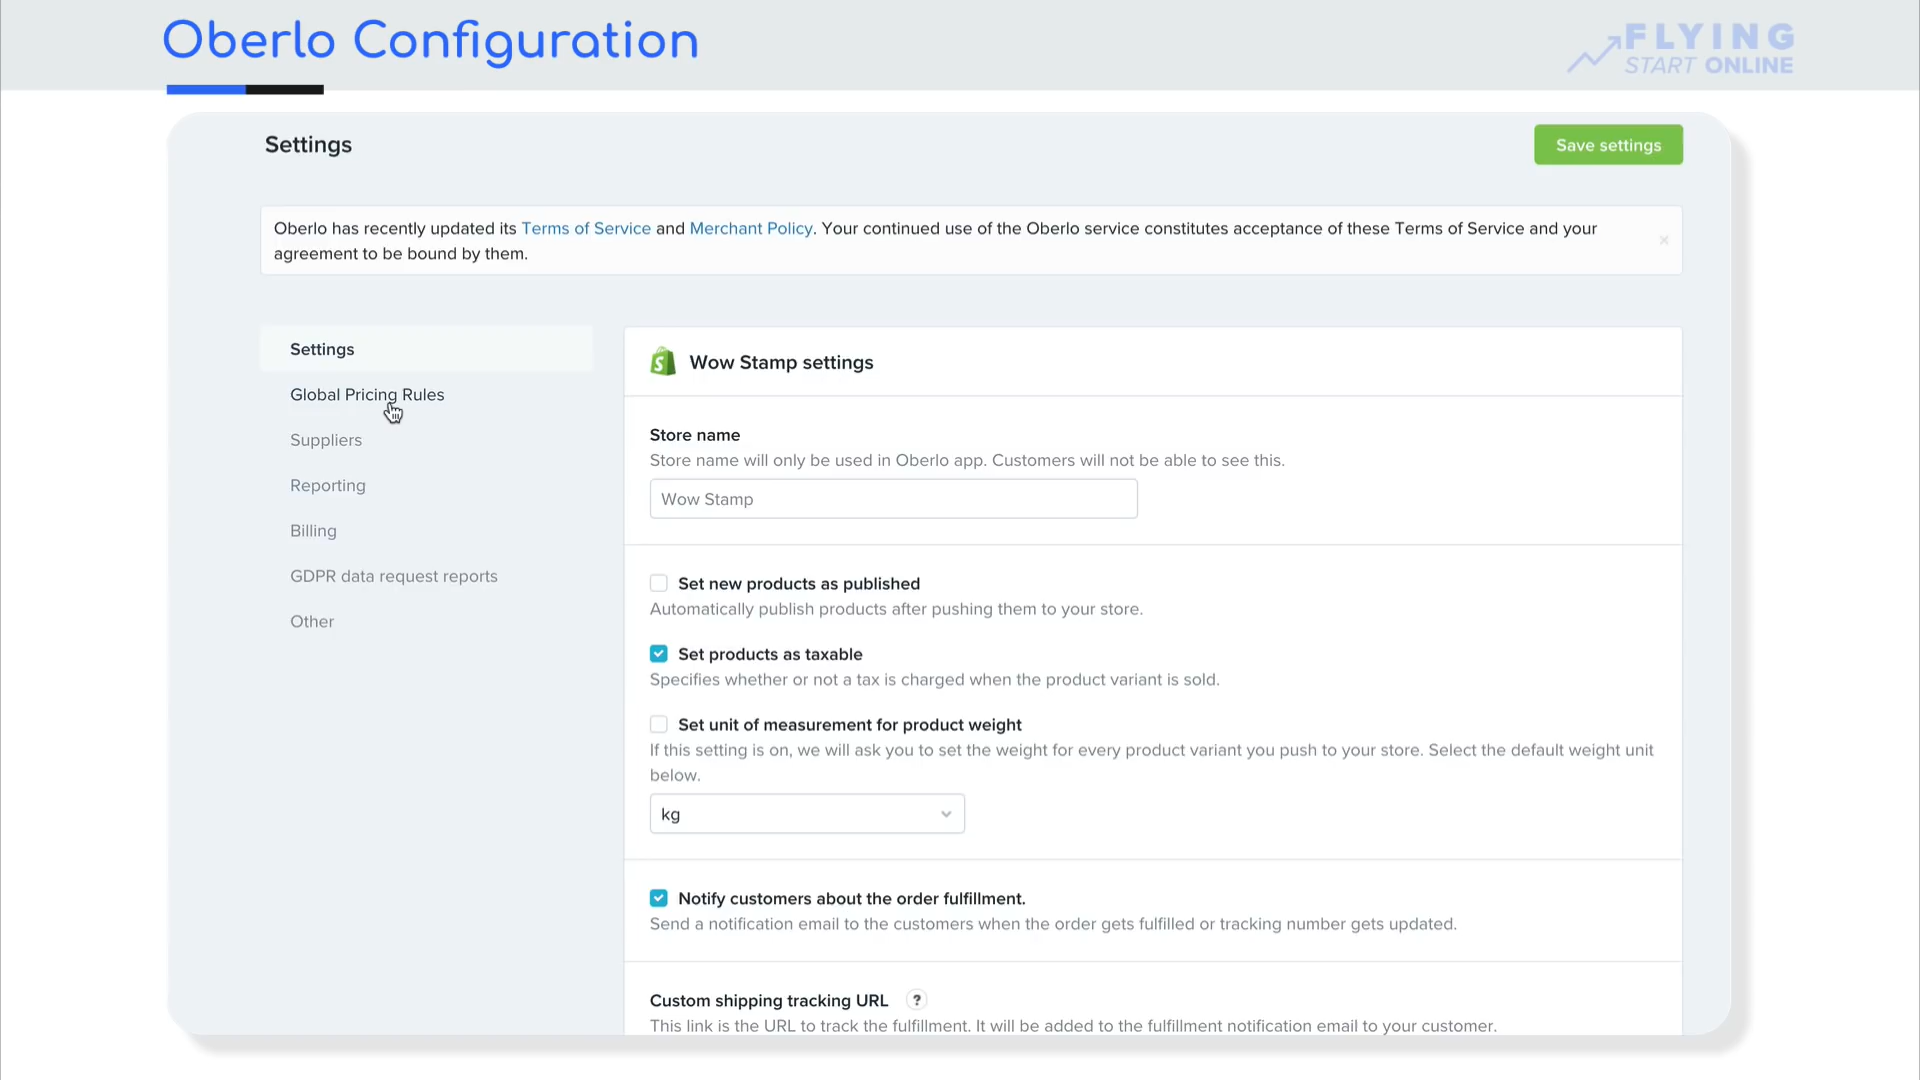 Oberlo Configuration
FLYING
START ONLINE
Settings
Save settings
Oberlo has recently updated its Terms of Service and Merchant Policy. Your continued use of the Oberlo service constitutes acceptance of these Terms of Service and your
agreement to be bound by them.
Settings
Global Pricing Rules
Suppliers
Reporting
Billing
GDPR data request reports
Other
Wow Stamp settings
Store name
Store name will only be used in Oberlo app. Customers will not be able to see this.
Wow Stamp
Set new products as published
Automatically publish products after pushing them to your store.
Set products as taxable
Specifies whether or not a tax is charged when the product variant is sold.
Set unit of measurement for product weight
If this setting is on, we will ask you to set the weight for every product variant you push to your store. Select the default weight unit
below.
kg
Notify customers about the order fulfillment.
Send a notification email to the customers when the order gets fulfilled or tracking number gets updated.
Custom shipping tracking URL ?
This link is the URL to track the fulfillment. It will be added to the fulfillment notification email to your customer.